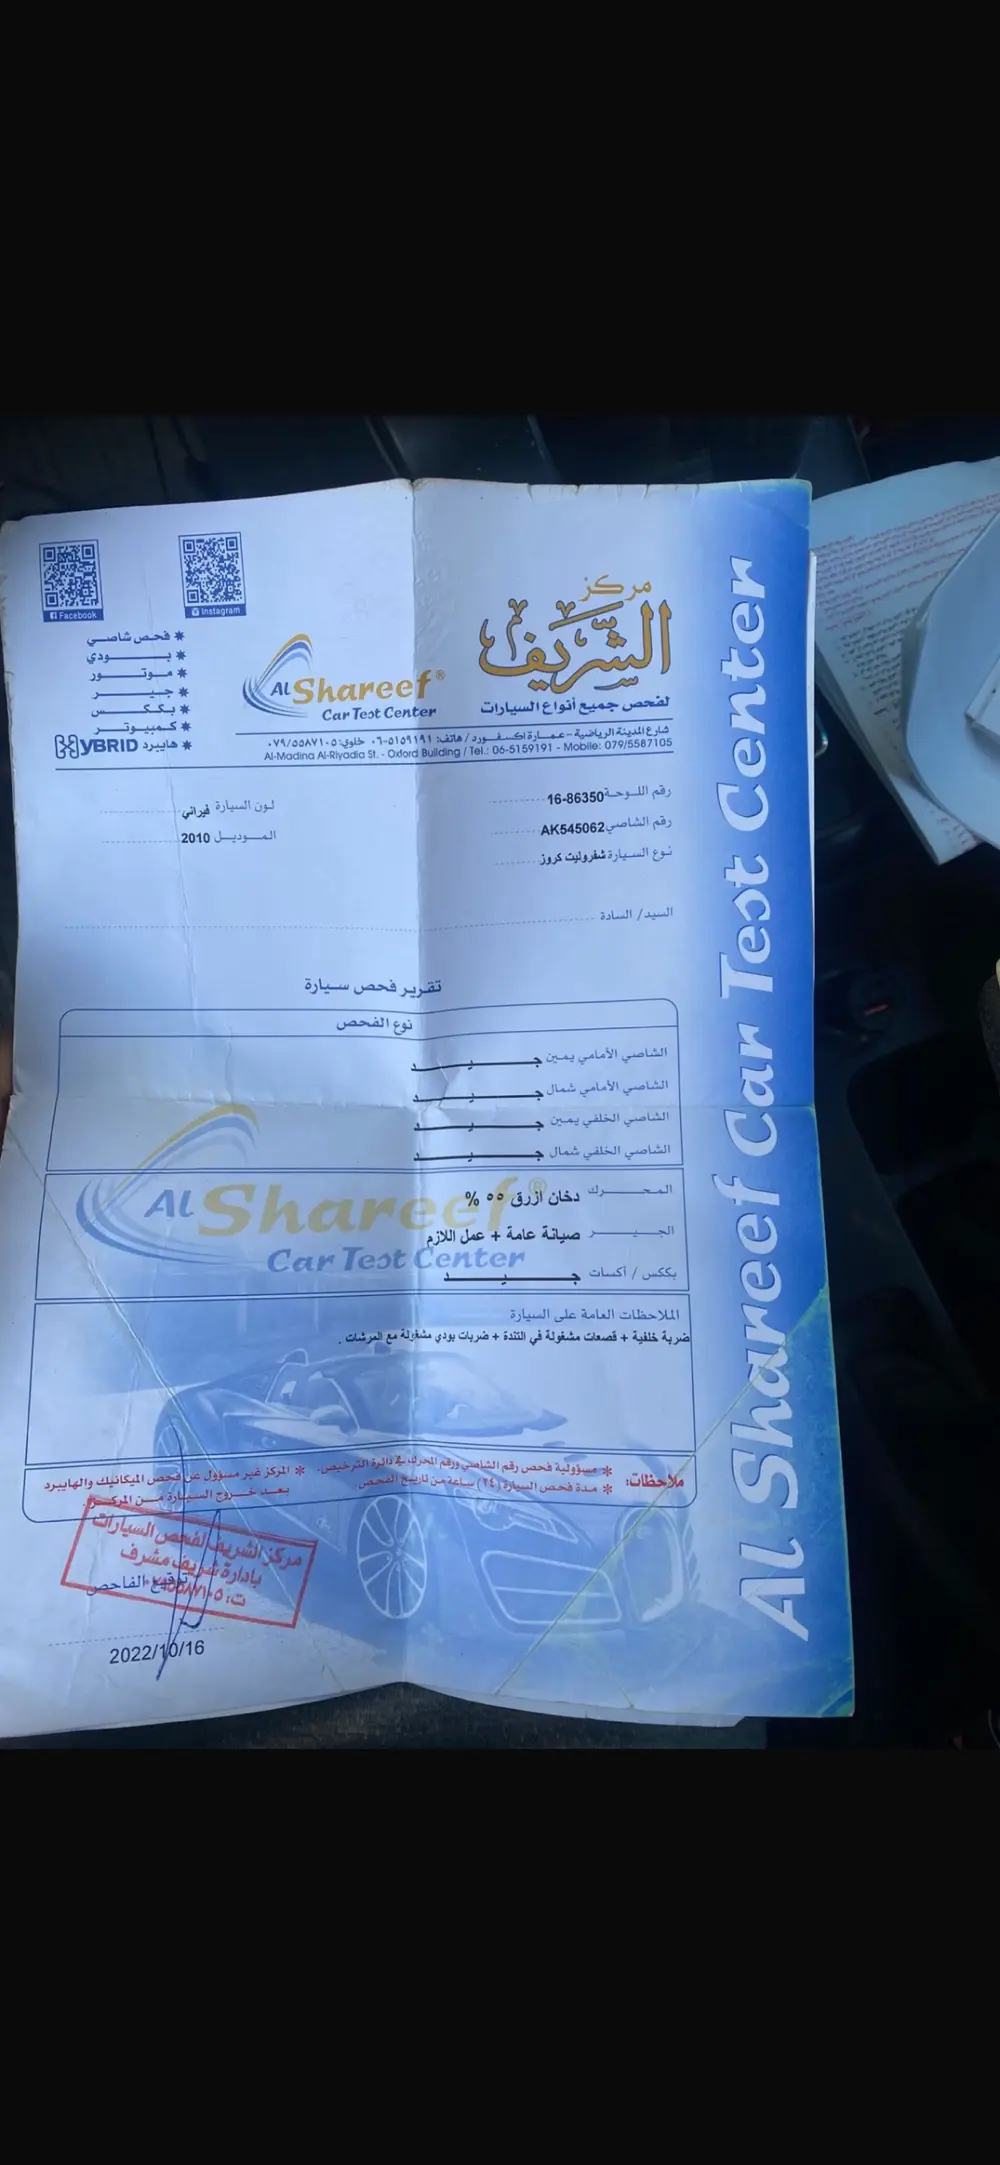 Facebook
Instagram
* فحص شاصي
* بودي
* موتور
* جير
* بككس
* كمبيوتر
* هايبرد HYBRID
مركز
الشريف
لفحص جميع أنواع السيارات
AL Shareef®
Car Test Center
شارع المدينة الرياضية - عمارة اكسفورد / هاتف: ٥١٥٩١٩١-٠٦ خلوي: ٠٧٩/٥٥٨٧١٠٥
Al-Madina Al-Riyadia St. - Oxford Building / Tel.: 06-5159191 - Mobile: 079/5587105
رقم اللوحة 16-86350
لون السيارة فيراني
رقم الشاصي AK545062
الموديل 2010
نوع السيارة شفروليت كروز
السيد/ السادة
تقرير فحص سيارة
نوع الفحص
الشاصي الأمامي يمين جيد
الشاصي الأمامي شمال جيد
الشاصي الخلفي يمين جيد
الشاصي الخلفي شمال جيد
المحرك دخان ازرق ٥٥ %
الجير صيانة عامة + عمل اللازم
بككس / أكسات جيد
AL Shareef®
Car Test Center
الملاحظات العامة على السيارة
ضربة خلفية + قصعات مشغولة في التندة + ضربات بودي مشغولة مع المرشات .
ملاحظات:
* مسؤولية فحص رقم الشاصي ورقم المحرك في دائرة الترخيص.
* مدة فحص السيارة (٢٤) ساعة من تاريخ الفحص
* المركز غير مسؤول عن فحص الميكانيك والهايبرد
بعد خروج السيارة من المركز.
مركز الشريف لفحص السيارات
بادارة شريف مشرف
توقيع الفاحص
2022/10/16
Al Shareef Car Test Center